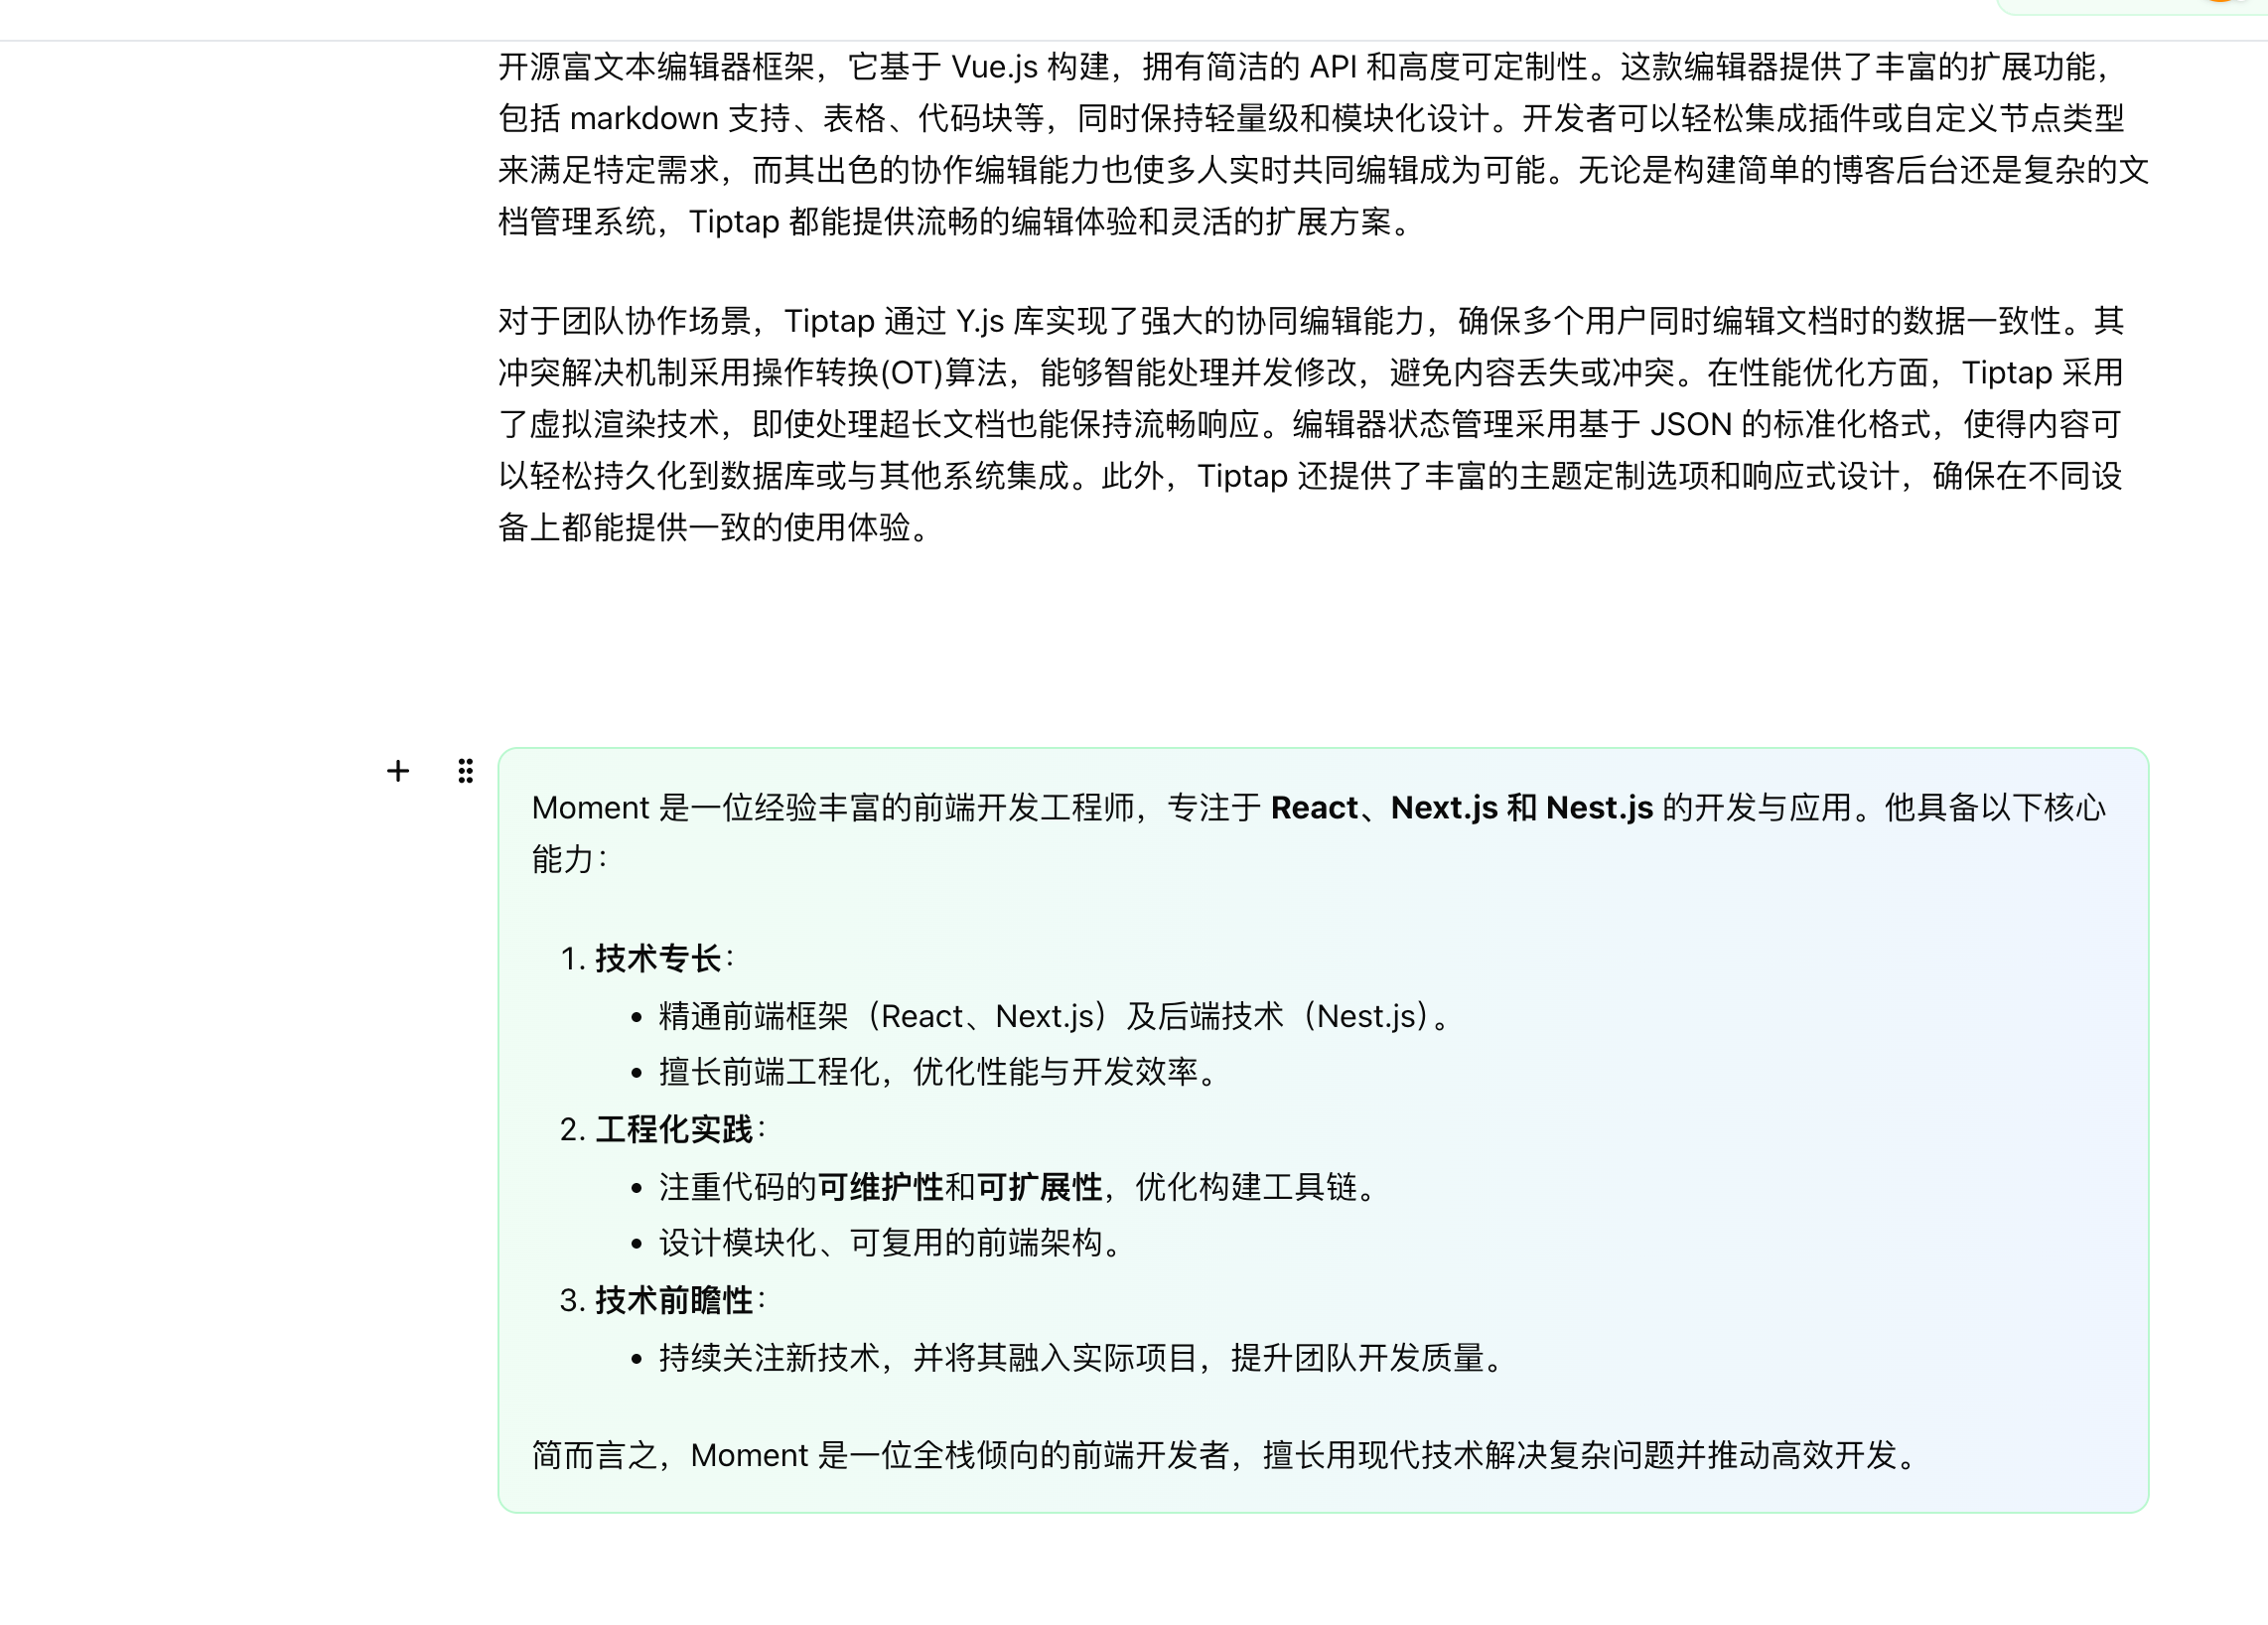 开源富文本编辑器框架，它基于 Vue.js 构建，拥有简洁的 API 和高度可定制性。这款编辑器提供了丰富的扩展功能，
包括 markdown 支持、表格、代码块等，同时保持轻量级和模块化设计。开发者可以轻松集成插件或自定义节点类型
来满足特定需求，而其出色的协作编辑能力也使多人实时共同编辑成为可能。无论是构建简单的博客后台还是复杂的文
档管理系统，Tiptap 都能提供流畅的编辑体验和灵活的扩展方案。
对于团队协作场景，Tiptap 通过 Y.js 库实现了强大的协同编辑能力，确保多个用户同时编辑文档时的数据一致性。其
冲突解决机制采用操作转换(OT)算法，能够智能处理并发修改，避免内容丢失或冲突。在性能优化方面，Tiptap 采用
了虚拟渲染技术，即使处理超长文档也能保持流畅响应。编辑器状态管理采用基于 JSON 的标准化格式，使得内容可
以轻松持久化到数据库或与其他系统集成。此外，Tiptap 还提供了丰富的主题定制选项和响应式设计，确保在不同设
备上都能提供一致的使用体验。
Moment 是一位经验丰富的前端开发工程师，专注于 React、Next.js 和 Nest.js 的开发与应用。他具备以下核心
能力：
1. 技术专长：
• 精通前端框架（React、Next.js）及后端技术（Nest.js）。
• 擅长前端工程化，优化性能与开发效率。
2. 工程化实践：
• 注重代码的可维护性和可扩展性，优化构建工具链。
• 设计模块化、可复用的前端架构。
3. 技术前瞻性：
• 持续关注新技术，并将其融入实际项目，提升团队开发质量。
简而言之，Moment 是一位全栈倾向的前端开发者，擅长用现代技术解决复杂问题并推动高效开发。